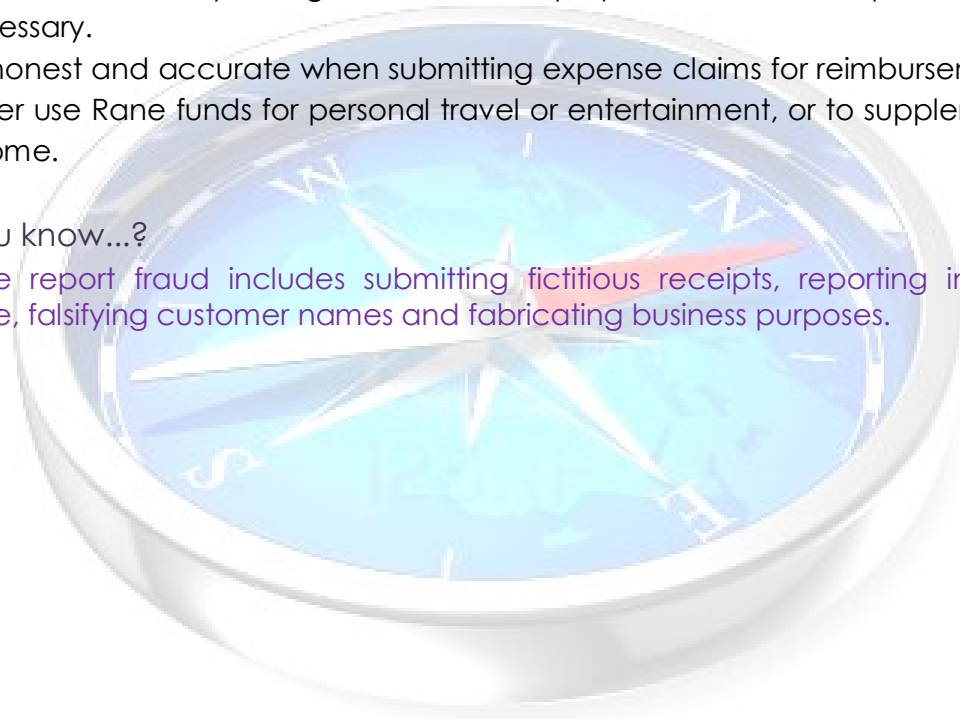 essary.
honest and accurate when submitting expense claims for reimburser
er use Rane funds for personal travel or entertainment, or to supple
ome.
u know...?
e report fraud includes submitting fictitious receipts, reporting in
e, falsifying customer names and fabricating business purposes.
W
N
S
E